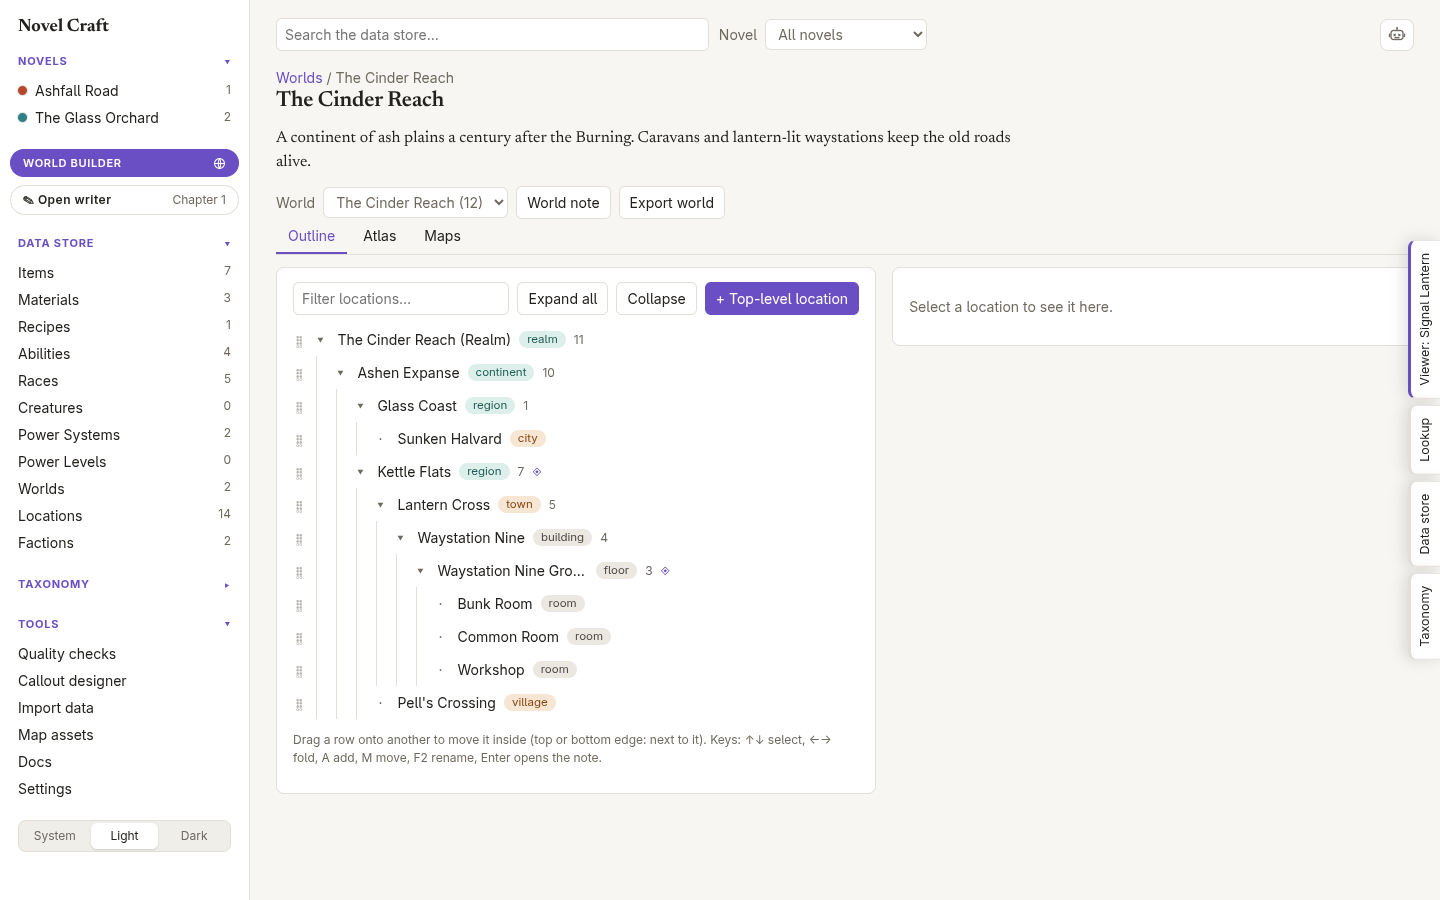 Novel Craft
NOVELS
Ashfall Road 1
The Glass Orchard 2
WORLD BUILDER
Open writer Chapter 1
DATA STORE
Items 7
Materials 3
Recipes 1
Abilities 4
Races 5
Creatures 0
Power Systems 2
Power Levels 0
Worlds 2
Locations 14
Factions 2
TAXONOMY
TOOLS
Quality checks
Callout designer
Import data
Map assets
Docs
Settings
System Light Dark
Search the data store... Novel All novels
Worlds / The Cinder Reach
The Cinder Reach
A continent of ash plains a century after the Burning. Caravans and lantern-lit waystations keep the old roads
alive.
World The Cinder Reach (12) World note Export world
Outline Atlas Maps
Filter locations... Expand all Collapse + Top-level location
The Cinder Reach (Realm) realm 11
Ashen Expanse continent 10
Glass Coast region 1
Sunken Halvard city
Kettle Flats region 7
Lantern Cross town 5
Waystation Nine building 4
Waystation Nine Gro... floor 3
Bunk Room room
Common Room room
Workshop room
Pell's Crossing village
Drag a row onto another to move it inside (top or bottom edge: next to it). Keys: ↑↓ select, ←→
fold, A add, M move, F2 rename, Enter opens the note.
Select a location to see it here.
Viewer: Signal Lantern
Lookup
Data store
Taxonomy